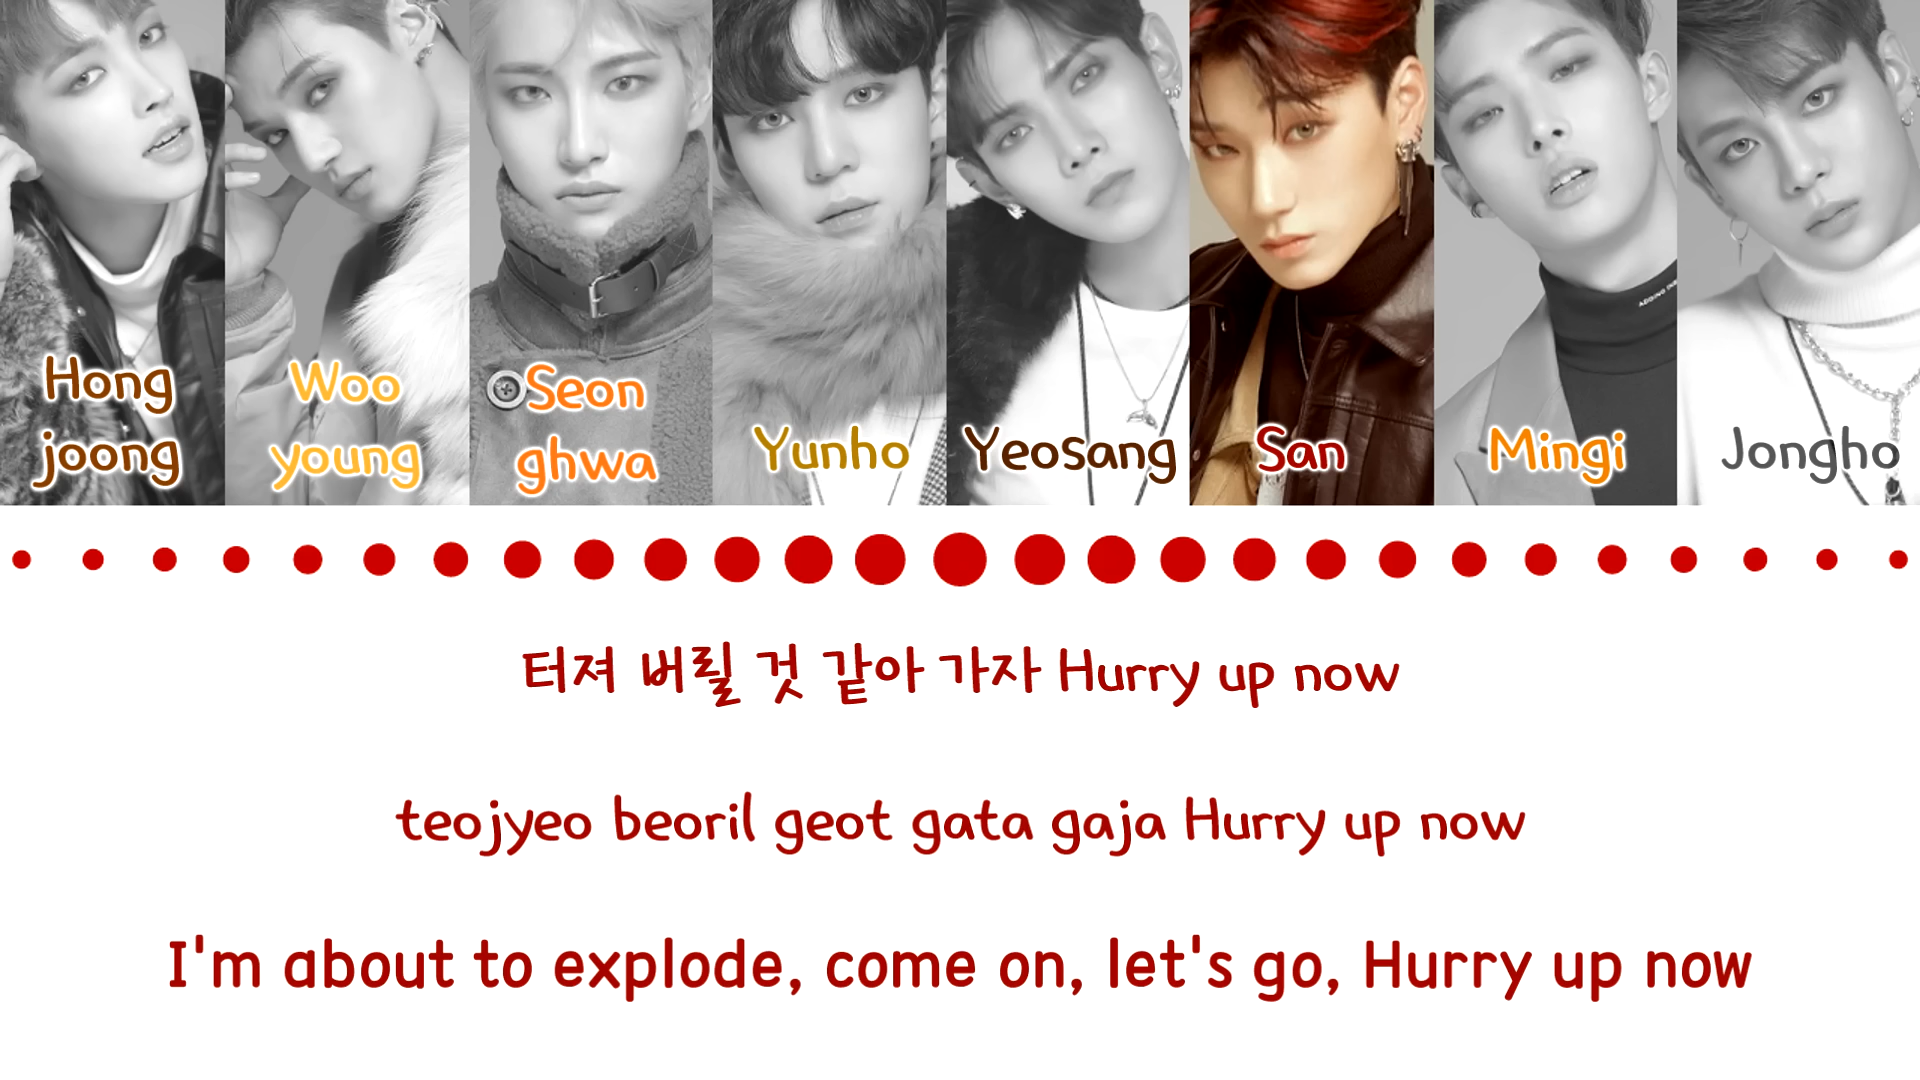 Hong
joong
Woo
young
Seon
ghwa
Yunho
Yeosang
San
Mingi
Jongho
터져 버릴 것 같아 가자 Hurry up now
teojyeo beoril geot gata gaja Hurry up now
I'm about to explode, come on, let's go, Hurry up now